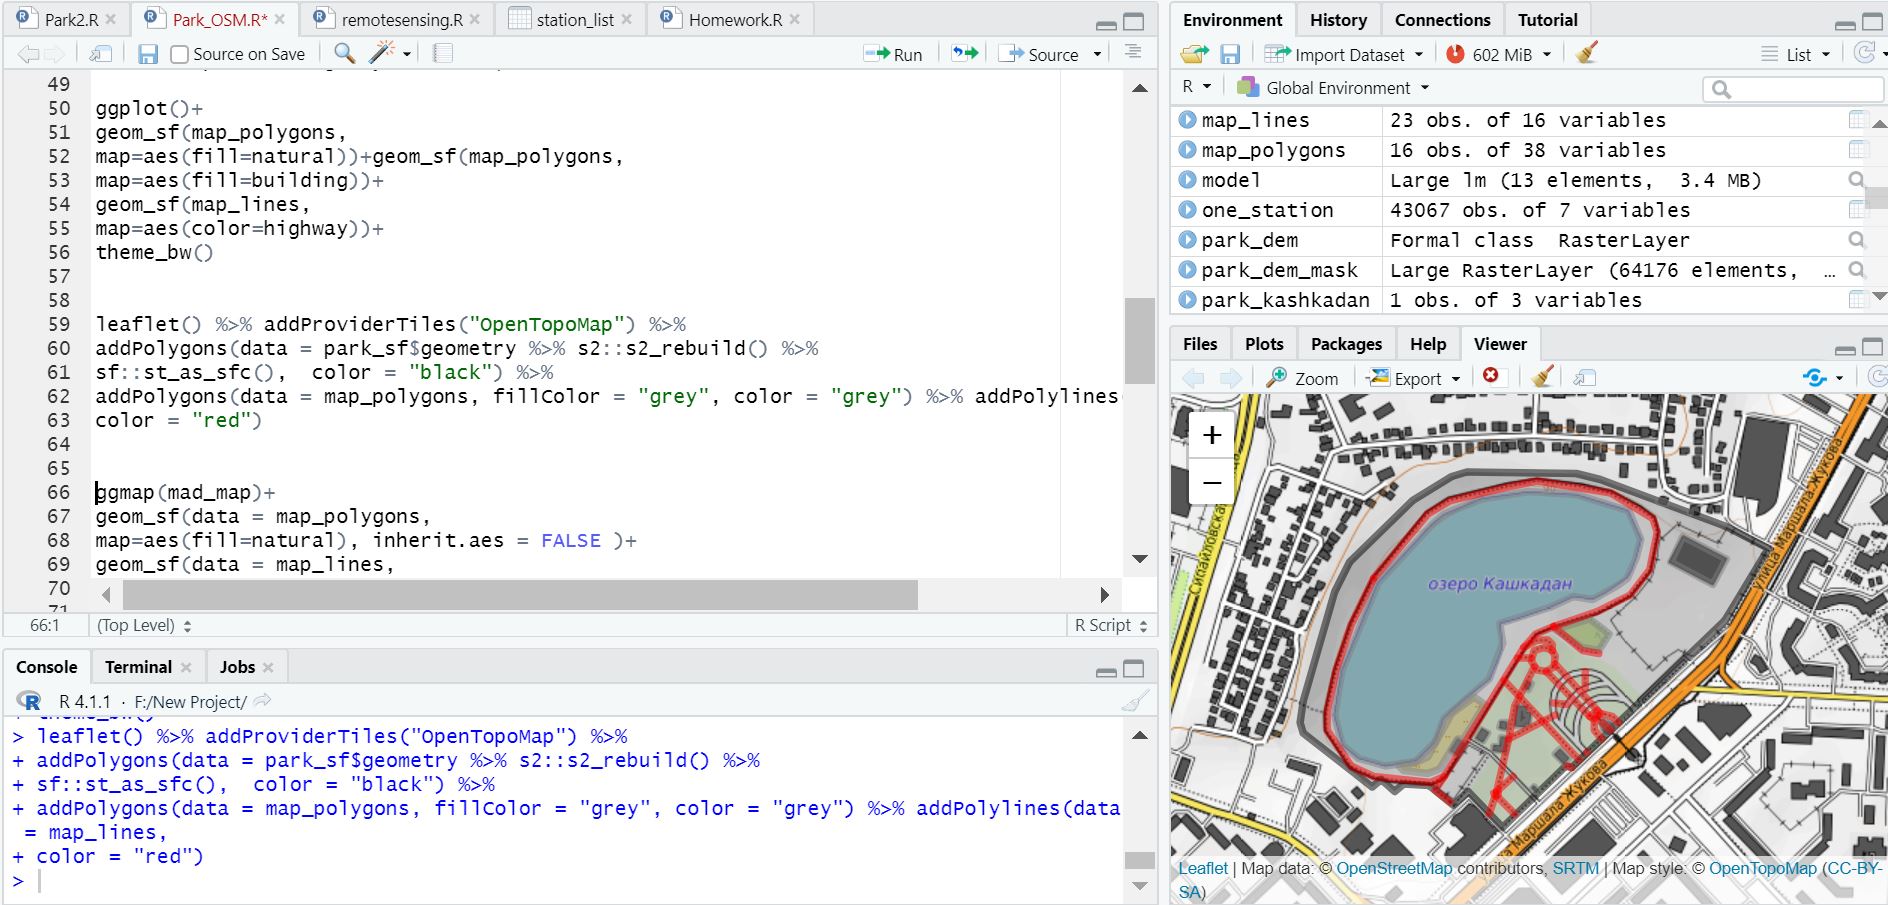 Park2.R
Park_OSM.R*
remotesensing.R
station_list
Homework.R
Source on Save
Run
Source
49
50 ggplot()+
51 geom_sf(map_polygons,
52 map=aes(fill=natural))+geom_sf(map_polygons,
53 map=aes(fill=building))+
54 geom_sf(map_lines,
55 map=aes(color=highway))+
56 theme_bw()
57
58
59 leaflet() %>% addProviderTiles("OpenTopoMap") %>%
60 addPolygons(data = park_sf$geometry %>% s2::s2_rebuild() %>%
61 sf::st_as_sfc(),  color = "black") %>%
62 addPolygons(data = map_polygons, fillColor = "grey", color = "grey") %>% addPolylines
63 color = "red")
64
65
66 ggmap(mad_map)+
67 geom_sf(data = map_polygons,
68 map=aes(fill=natural), inherit.aes = FALSE )+
69 geom_sf(data = map_lines,
70
71
66:1 (Top Level) R Script
Console Terminal Jobs
R 4.1.1 · F:/New Project/
+ theme_bw()
> leaflet() %>% addProviderTiles("OpenTopoMap") %>%
+ addPolygons(data = park_sf$geometry %>% s2::s2_rebuild() %>%
+ sf::st_as_sfc(),  color = "black") %>%
+ addPolygons(data = map_polygons, fillColor = "grey", color = "grey") %>% addPolylines(data
= map_lines,
+ color = "red")
>
Environment History Connections Tutorial
Import Dataset 602 MiB List
R Global Environment
map_lines 23 obs. of 16 variables
map_polygons 16 obs. of 38 variables
model Large lm (13 elements,  3.4 MB)
one_station 43067 obs. of 7 variables
park_dem Formal class  RasterLayer
park_dem_mask Large RasterLayer (64176 elements,  …
park_kashkadan 1 obs. of 3 variables
Files Plots Packages Help Viewer
Zoom Export
+
−
озеро Кашкадан
улица Маршала Жукова
Маршала Жукова
Leaflet | Map data: © OpenStreetMap contributors, SRTM | Map style: © OpenTopoMap (CC-BY-
SA)